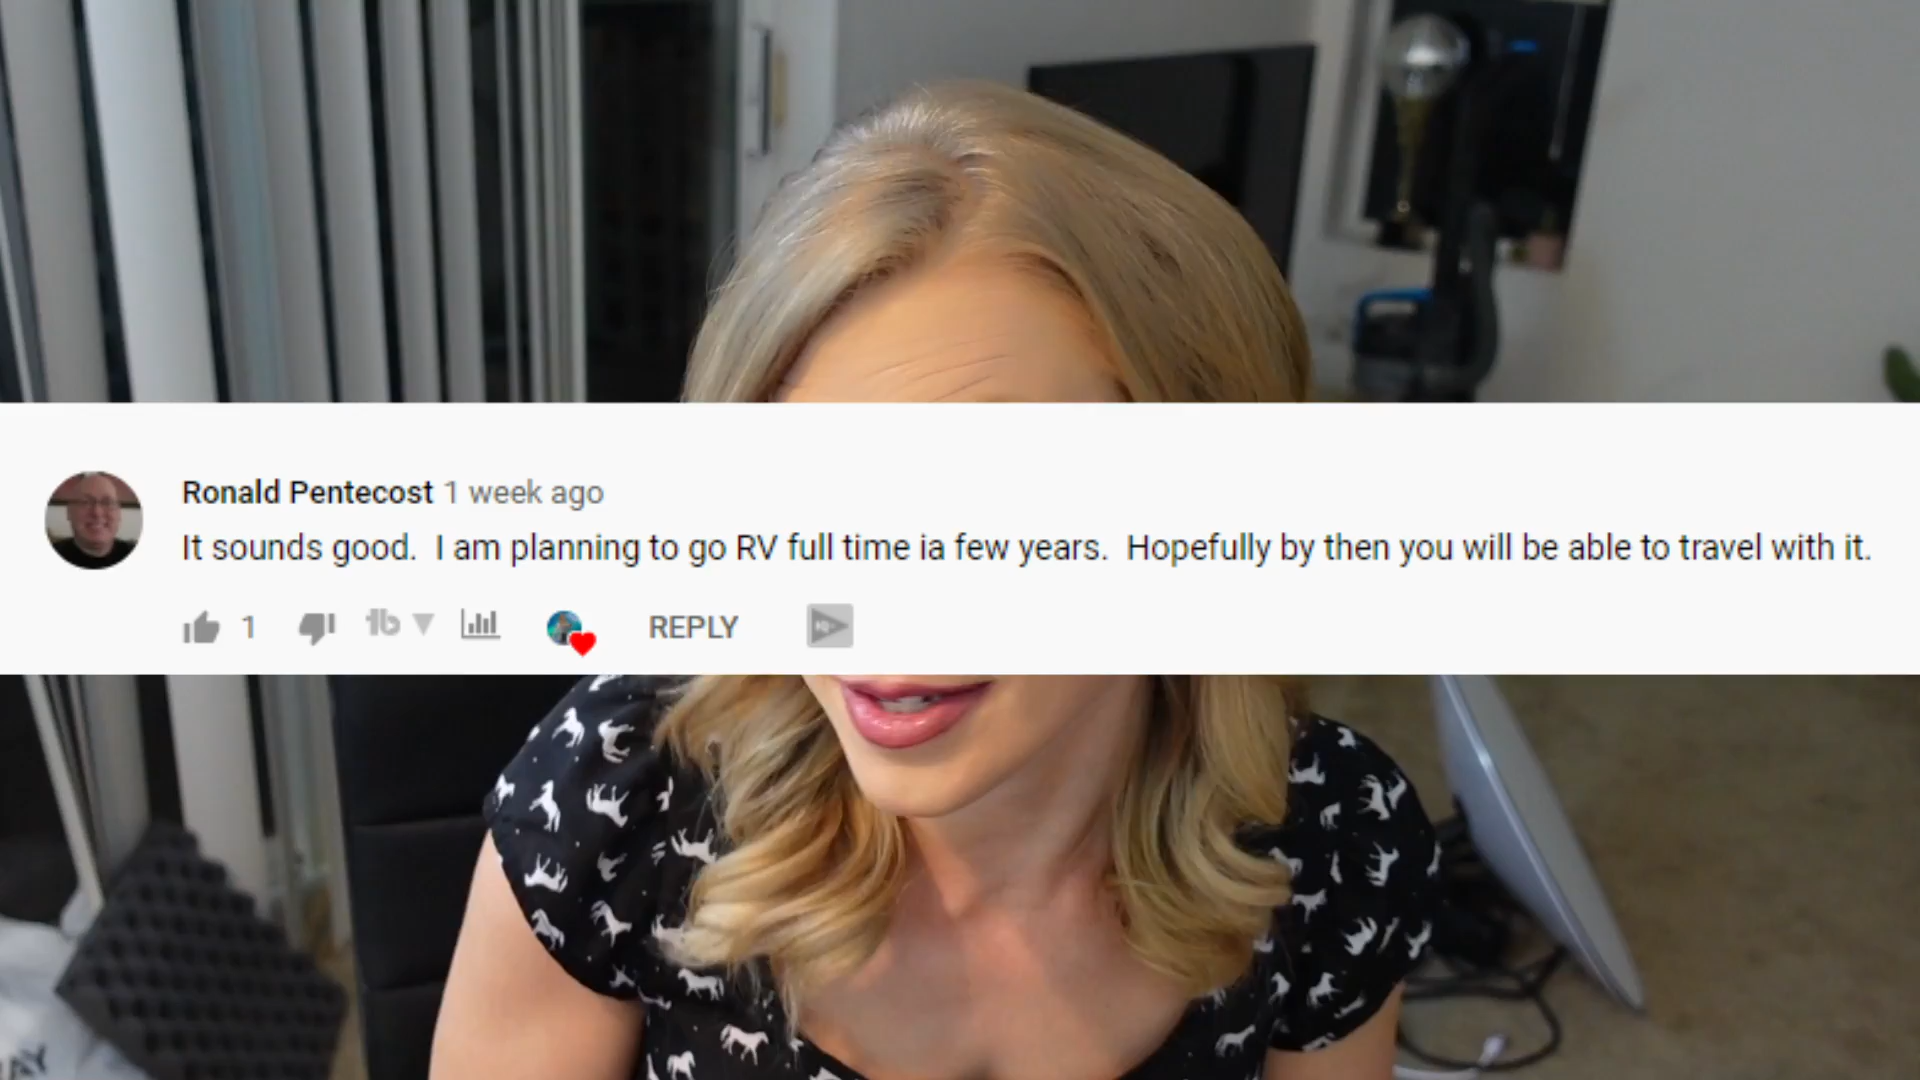 Ronald Pentecost 1 week ago
It sounds good.  I am planning to go RV full time ia few years.  Hopefully by then you will be able to travel with it.
1
REPLY